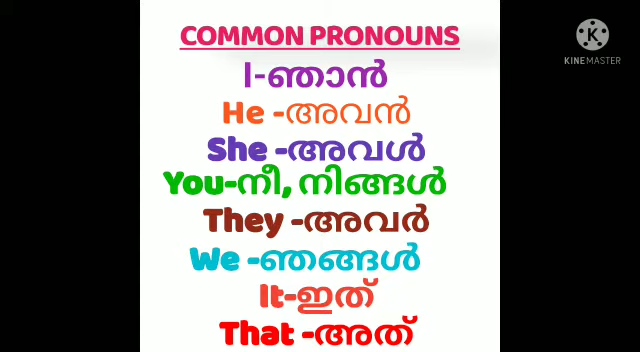 COMMON PRONOUNS
I-ഞാൻ
He -അവൻ
She -അവൾ
You-നീ, നിങ്ങൾ
They -അവർ
We -ഞങ്ങൾ
It-ഇത്
That -അത്
K
KINEMASTER